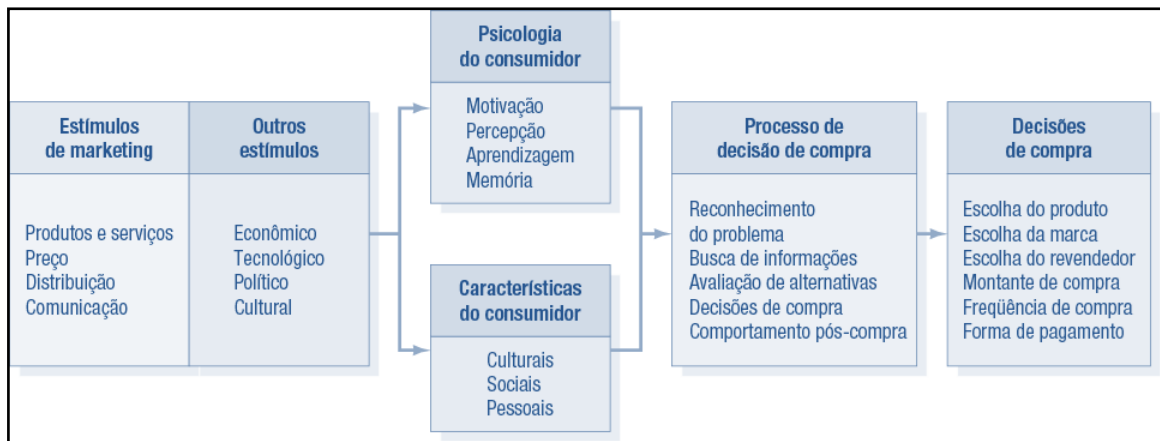 Estímulos
de marketing
Produtos e serviços
Preço
Distribuição
Comunicação
Outros
estímulos
Econômico
Tecnológico
Político
Cultural
Psicologia
do consumidor
Motivação
Percepção
Aprendizagem
Memória
Características
do consumidor
Culturais
Sociais
Pessoais
Processo de
decisão de compra
Reconhecimento
do problema
Busca de informações
Avaliação de alternativas
Decisões de compra
Comportamento pós-compra
Decisões
de compra
Escolha do produto
Escolha da marca
Escolha do revendedor
Montante de compra
Freqüência de compra
Forma de pagamento